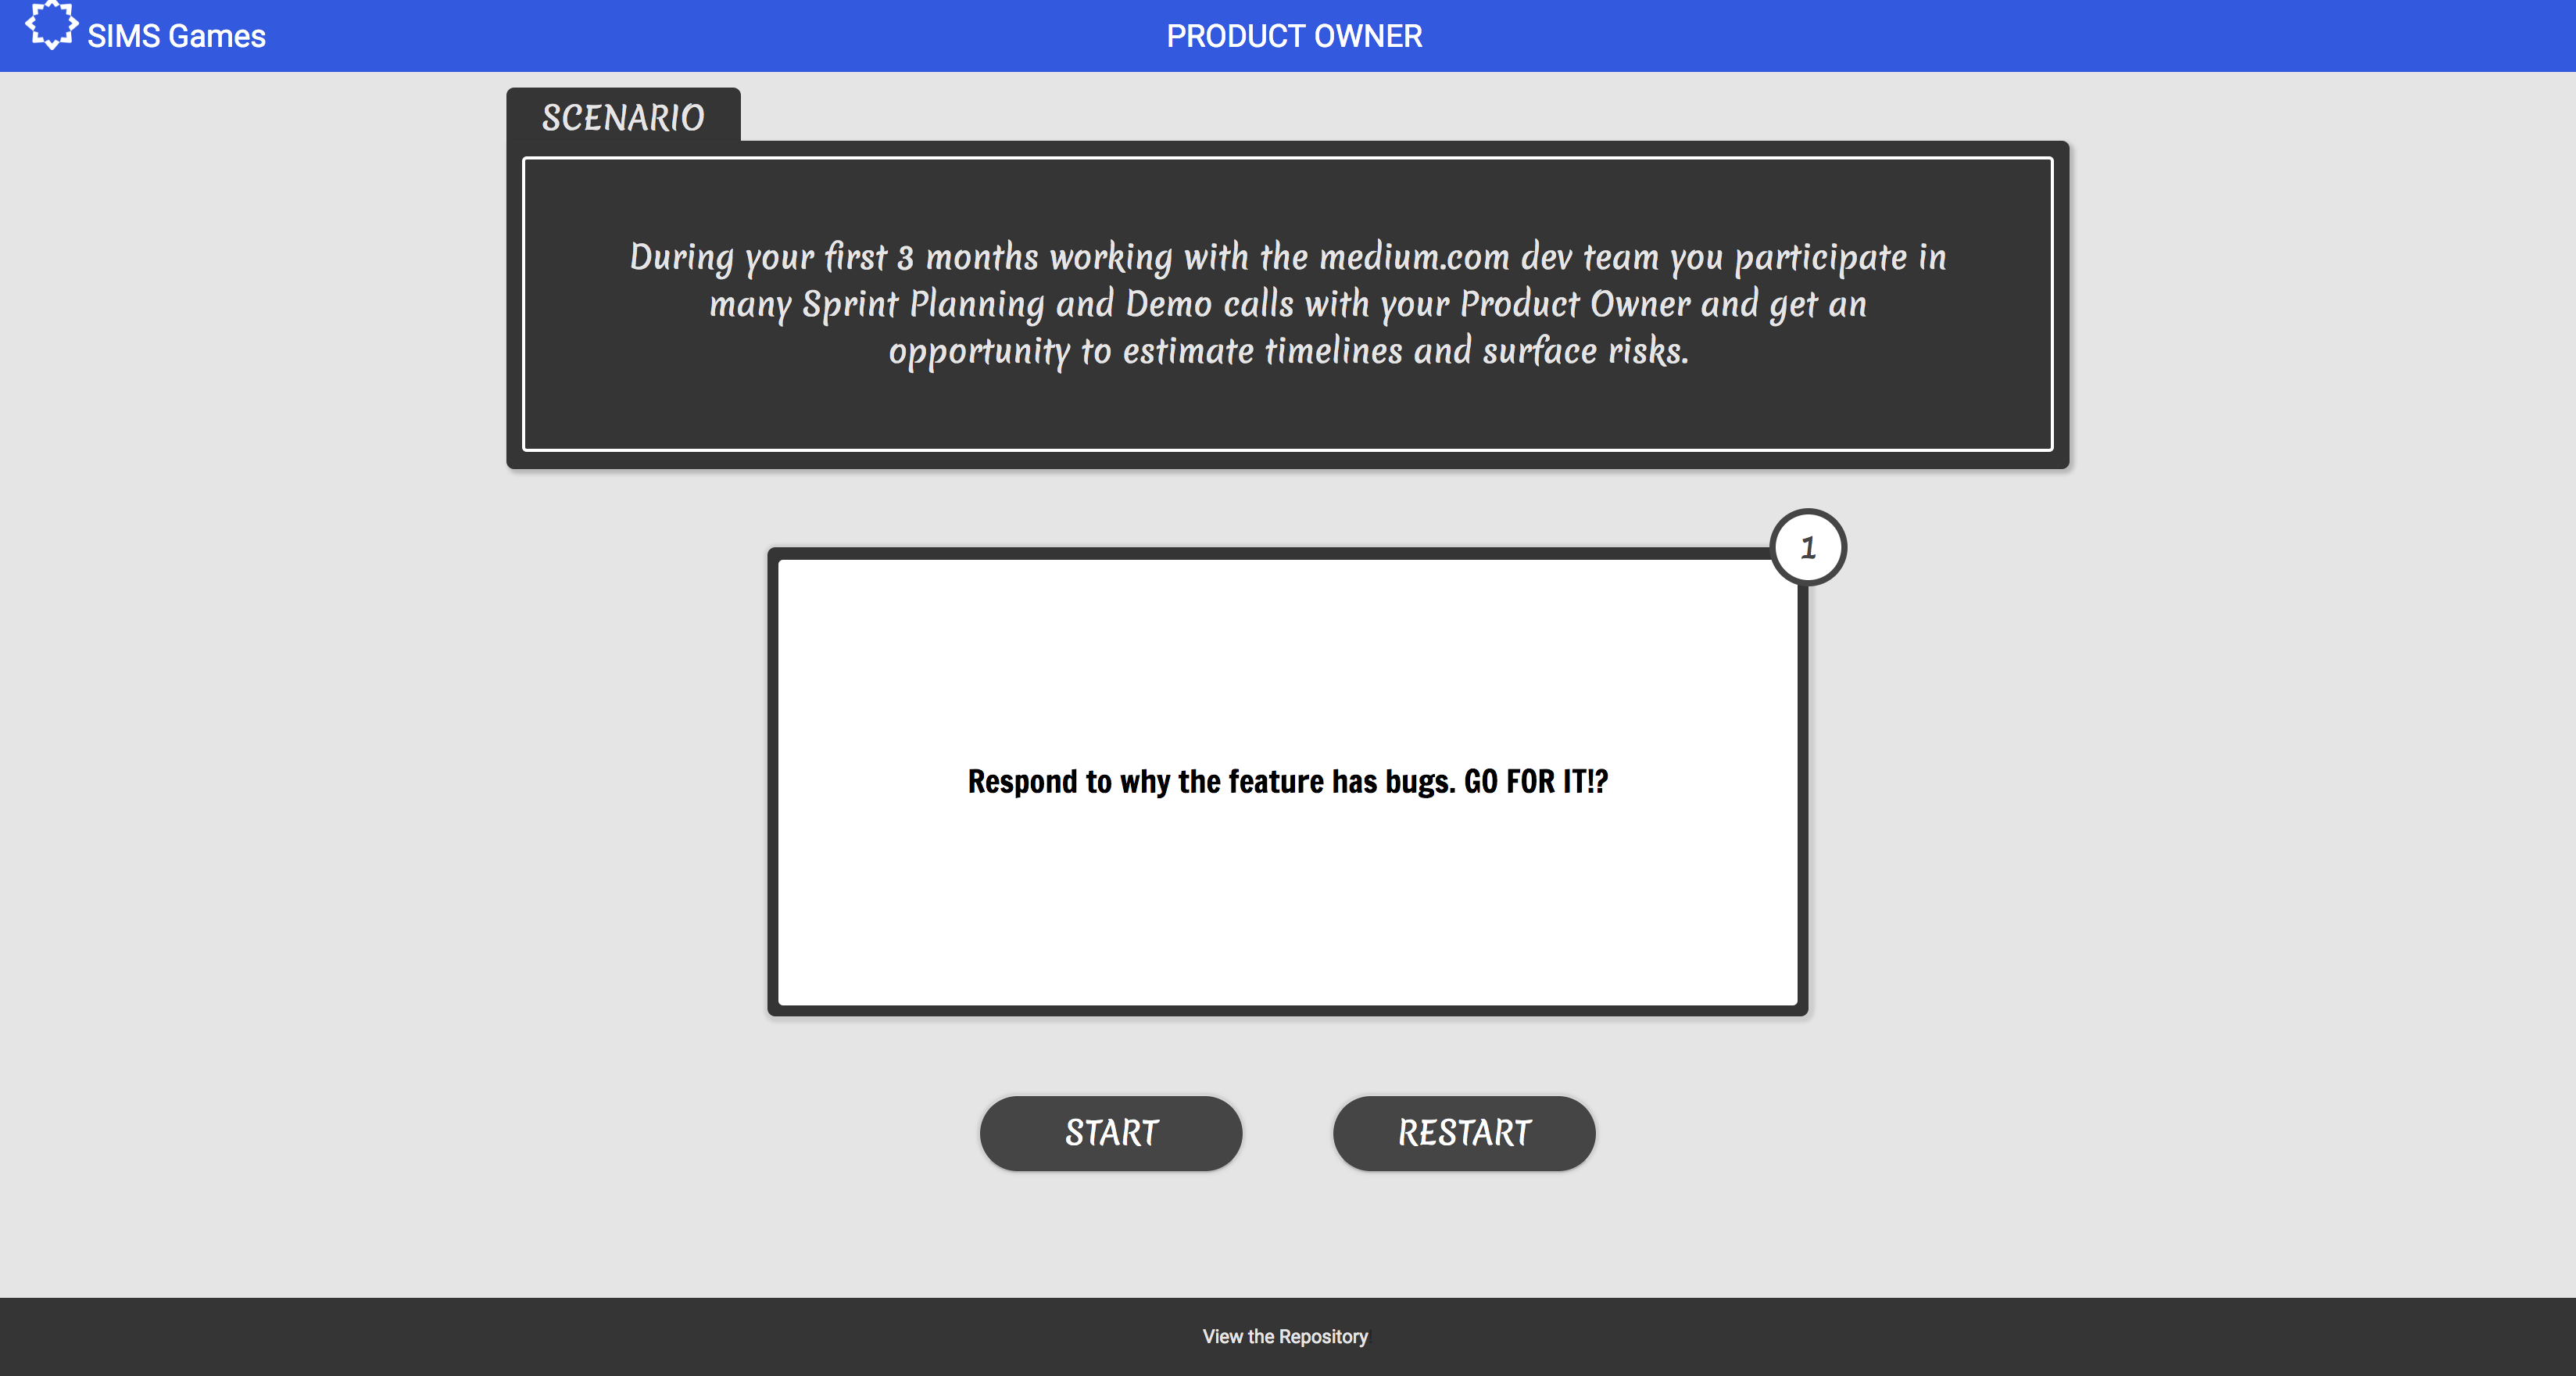 SIMS Games
PRODUCT OWNER
SCENARIO
During your first 3 months working with the medium.com dev team you participate in
many Sprint Planning and Demo calls with your Product Owner and get an
opportunity to estimate timelines and surface risks.
1
Respond to why the feature has bugs. GO FOR IT!?
START
RESTART
View the Repository